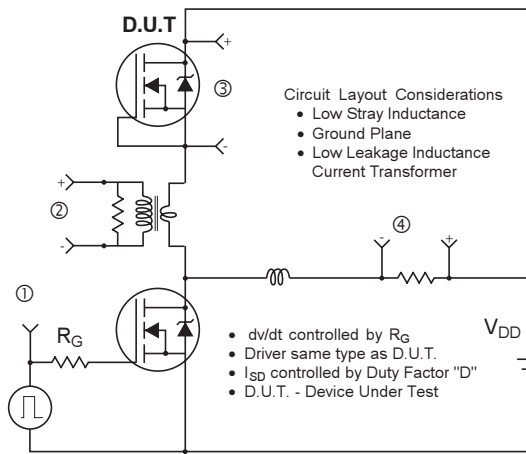 D.U.T
+
③
-
Circuit Layout Considerations
• Low Stray Inductance
• Ground Plane
• Low Leakage Inductance
Current Transformer
+
②
-
④
-
+
①
RG
VDD
• dv/dt controlled by RG
• Driver same type as D.U.T.
• ISD controlled by Duty Factor "D"
• D.U.T. - Device Under Test